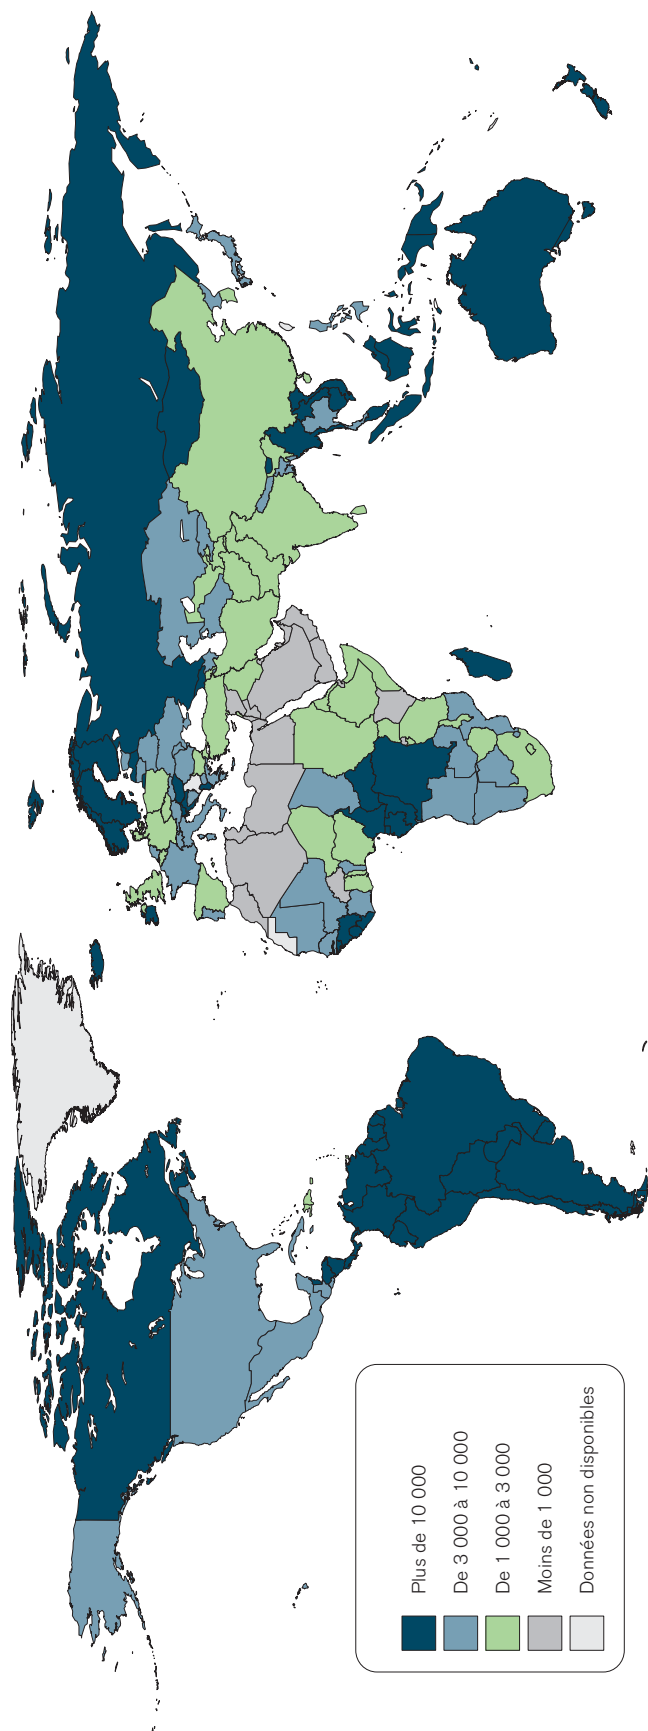 Plus de 10 000
De 3 000 à 10 000
De 1 000 à 3 000
Moins de 1 000
Données non disponibles